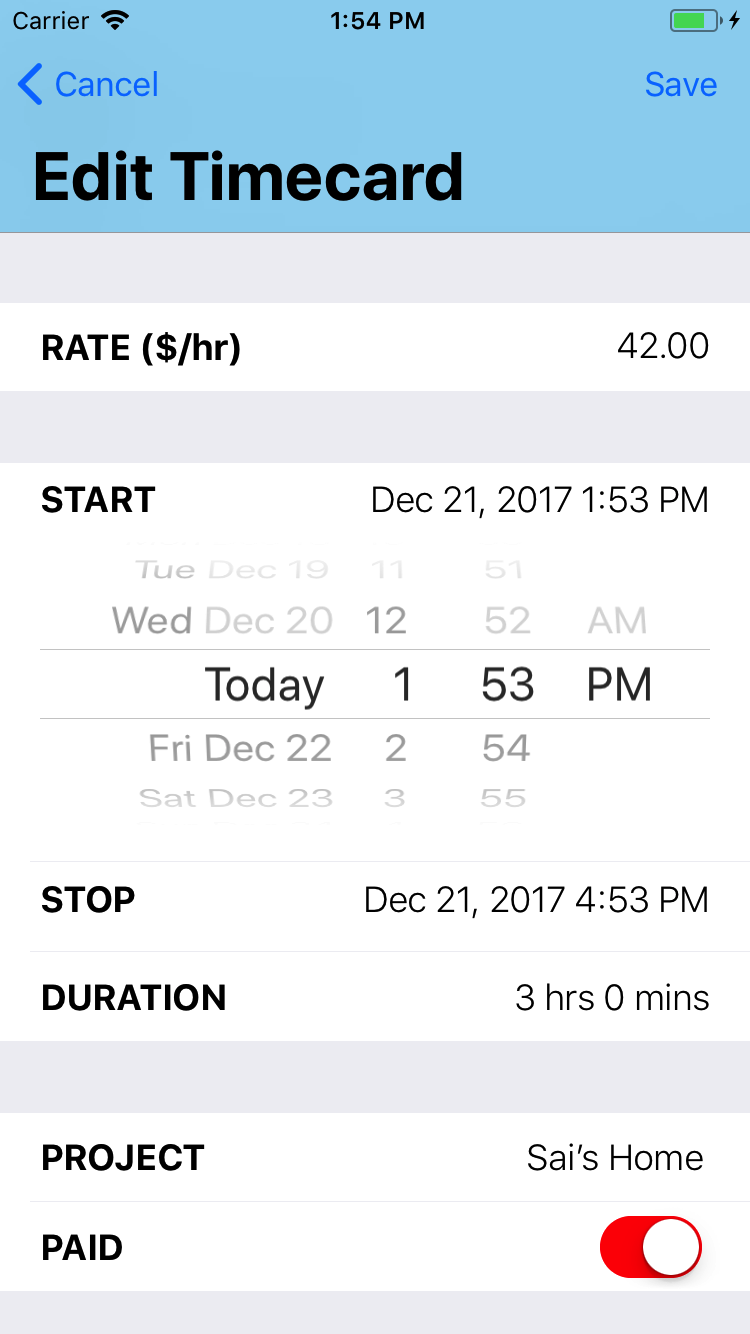 Carrier 1:54 PM
Cancel Save
Edit Timecard
RATE ($/hr) 42.00
START Dec 21, 2017 1:53 PM
Tue Dec 19 11 51
Wed Dec 20 12 52 AM
Today 1 53 PM
Fri Dec 22 2 54
Sat Dec 23 3 55
STOP Dec 21, 2017 4:53 PM
DURATION 3 hrs 0 mins
PROJECT Sai’s Home
PAID